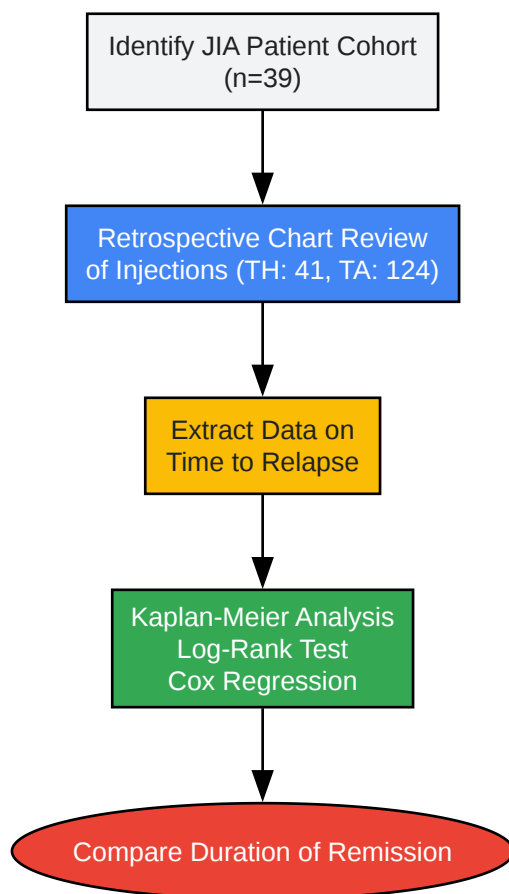 Identify JIA Patient Cohort
(n=39)
Retrospective Chart Review
of Injections (TH: 41, TA: 124)
Extract Data on
Time to Relapse
Kaplan-Meier Analysis
Log-Rank Test
Cox Regression
Compare Duration of Remission